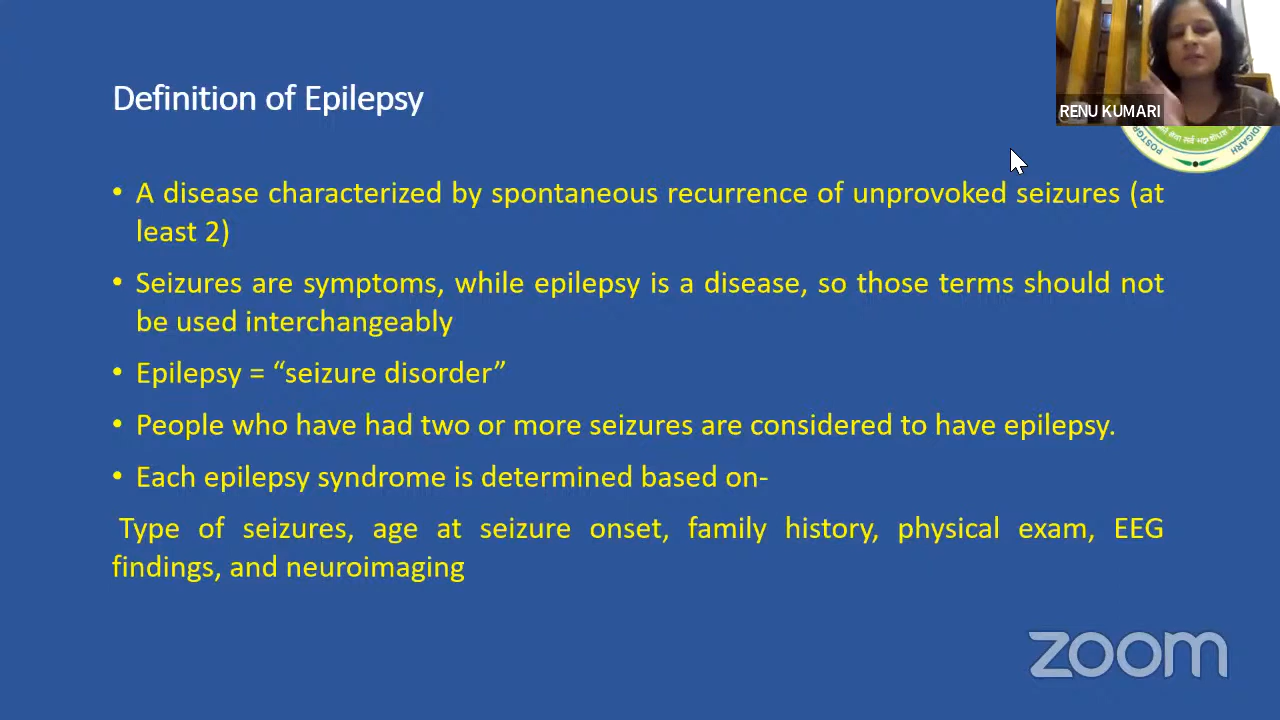 Definition of Epilepsy
RENU KUMARI
• A disease characterized by spontaneous recurrence of unprovoked seizures (at
least 2)
• Seizures are symptoms, while epilepsy is a disease, so those terms should not
be used interchangeably
• Epilepsy = “seizure disorder”
• People who have had two or more seizures are considered to have epilepsy.
• Each epilepsy syndrome is determined based on-
Type of seizures, age at seizure onset, family history, physical exam, EEG
findings, and neuroimaging
zoom